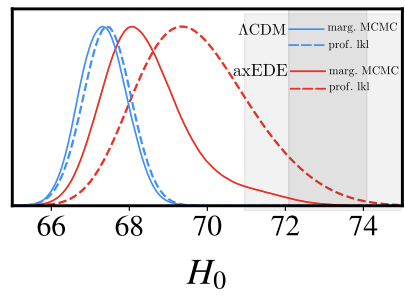 ΛCDM marg. MCMC
prof. lkl
axEDE marg. MCMC
prof. lkl
66 68 70 72 74
H₀